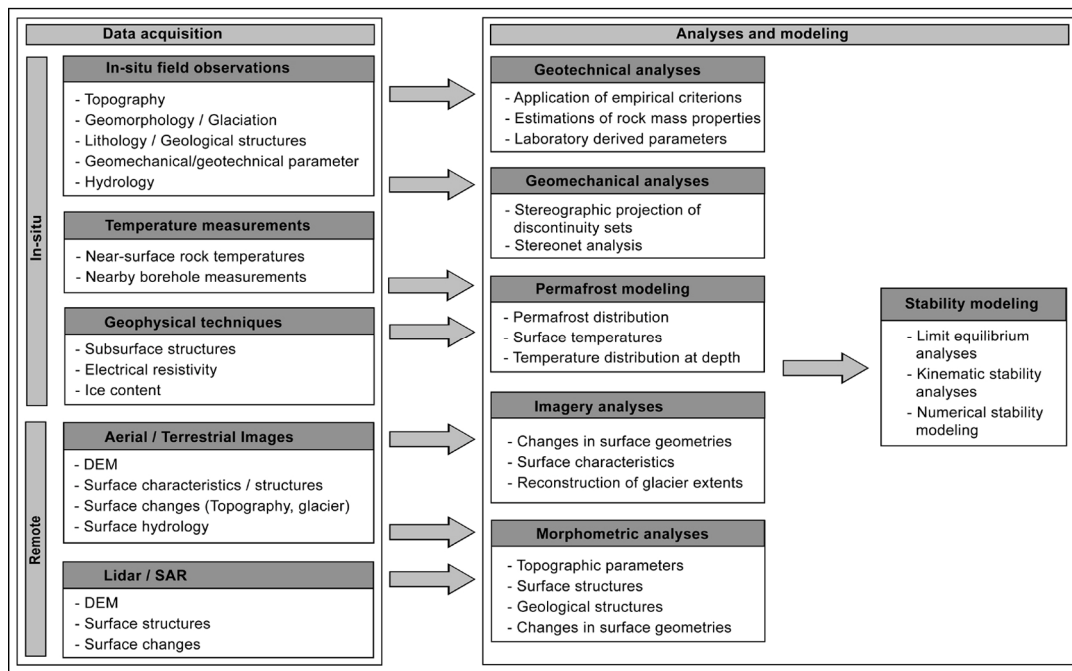 Data acquisition
In-situ
In-situ field observations
- Topography
- Geomorphology / Glaciation
- Lithology / Geological structures
- Geomechanical/geotechnical parameter
- Hydrology
Temperature measurements
- Near-surface rock temperatures
- Nearby borehole measurements
Geophysical techniques
- Subsurface structures
- Electrical resistivity
- Ice content
Remote
Aerial / Terrestrial Images
- DEM
- Surface characteristics / structures
- Surface changes (Topography, glacier)
- Surface hydrology
Lidar / SAR
- DEM
- Surface structures
- Surface changes
Analyses and modeling
Geotechnical analyses
- Application of empirical criterions
- Estimations of rock mass properties
- Laboratory derived parameters
Geomechanical analyses
- Stereographic projection of
discontinuity sets
- Stereonet analysis
Permafrost modeling
- Permafrost distribution
- Surface temperatures
- Temperature distribution at depth
Imagery analyses
- Changes in surface geometries
- Surface characteristics
- Reconstruction of glacier extents
Morphometric analyses
- Topographic parameters
- Surface structures
- Geological structures
- Changes in surface geometries
Stability modeling
- Limit equilibrium
analyses
- Kinematic stability
analyses
- Numerical stability
modeling